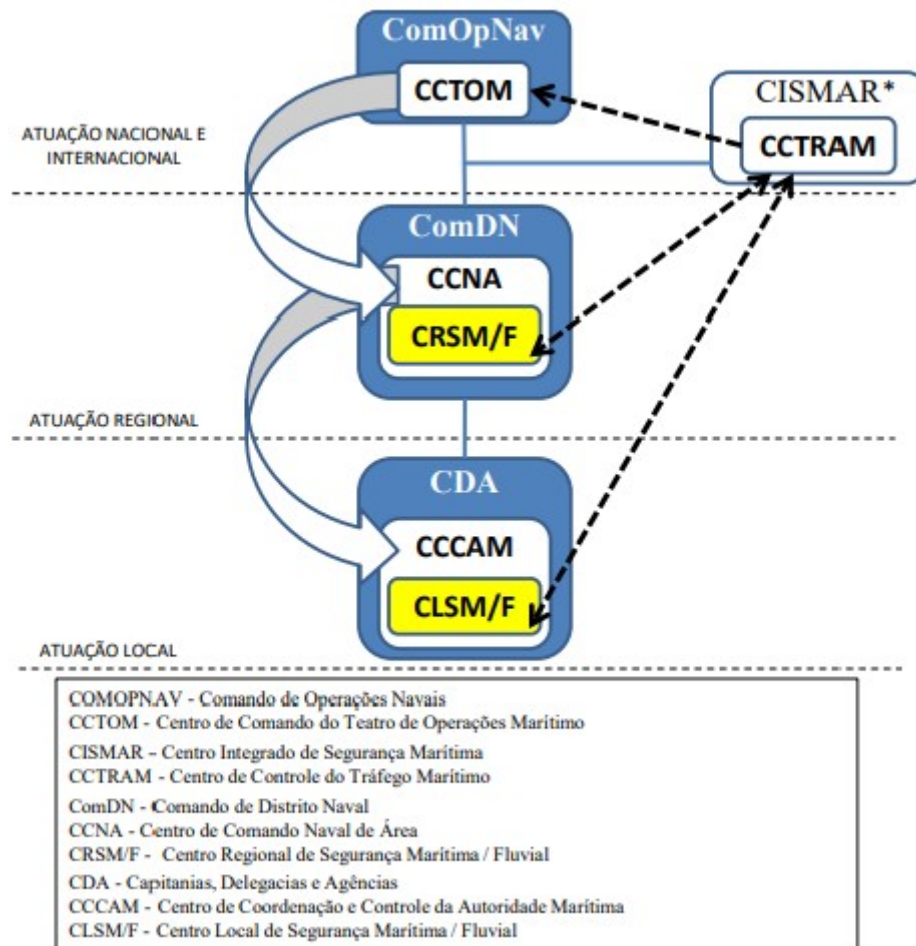 ComOpNav
CCTOM
CISMAR*
CCTRAM
ATUAÇÃO NACIONAL E
INTERNACIONAL
ComDN
CCNA
CRSM/F
ATUAÇÃO REGIONAL
CDA
CCCAM
CLSM/F
ATUAÇÃO LOCAL
COMOPNAV - Comando de Operações Navais
CCTOM - Centro de Comando do Teatro de Operações Marítimo
CISMAR – Centro Integrado de Segurança Marítima
CCTRAM - Centro de Controle do Tráfego Marítimo
ComDN - Comando de Distrito Naval
CCNA - Centro de Comando Naval de Área
CRSM/F - Centro Regional de Segurança Marítima / Fluvial
CDA - Capitanias, Delegacias e Agências
CCCAM - Centro de Coordenação e Controle da Autoridade Marítima
CLSM/F - Centro Local de Segurança Marítima / Fluvial